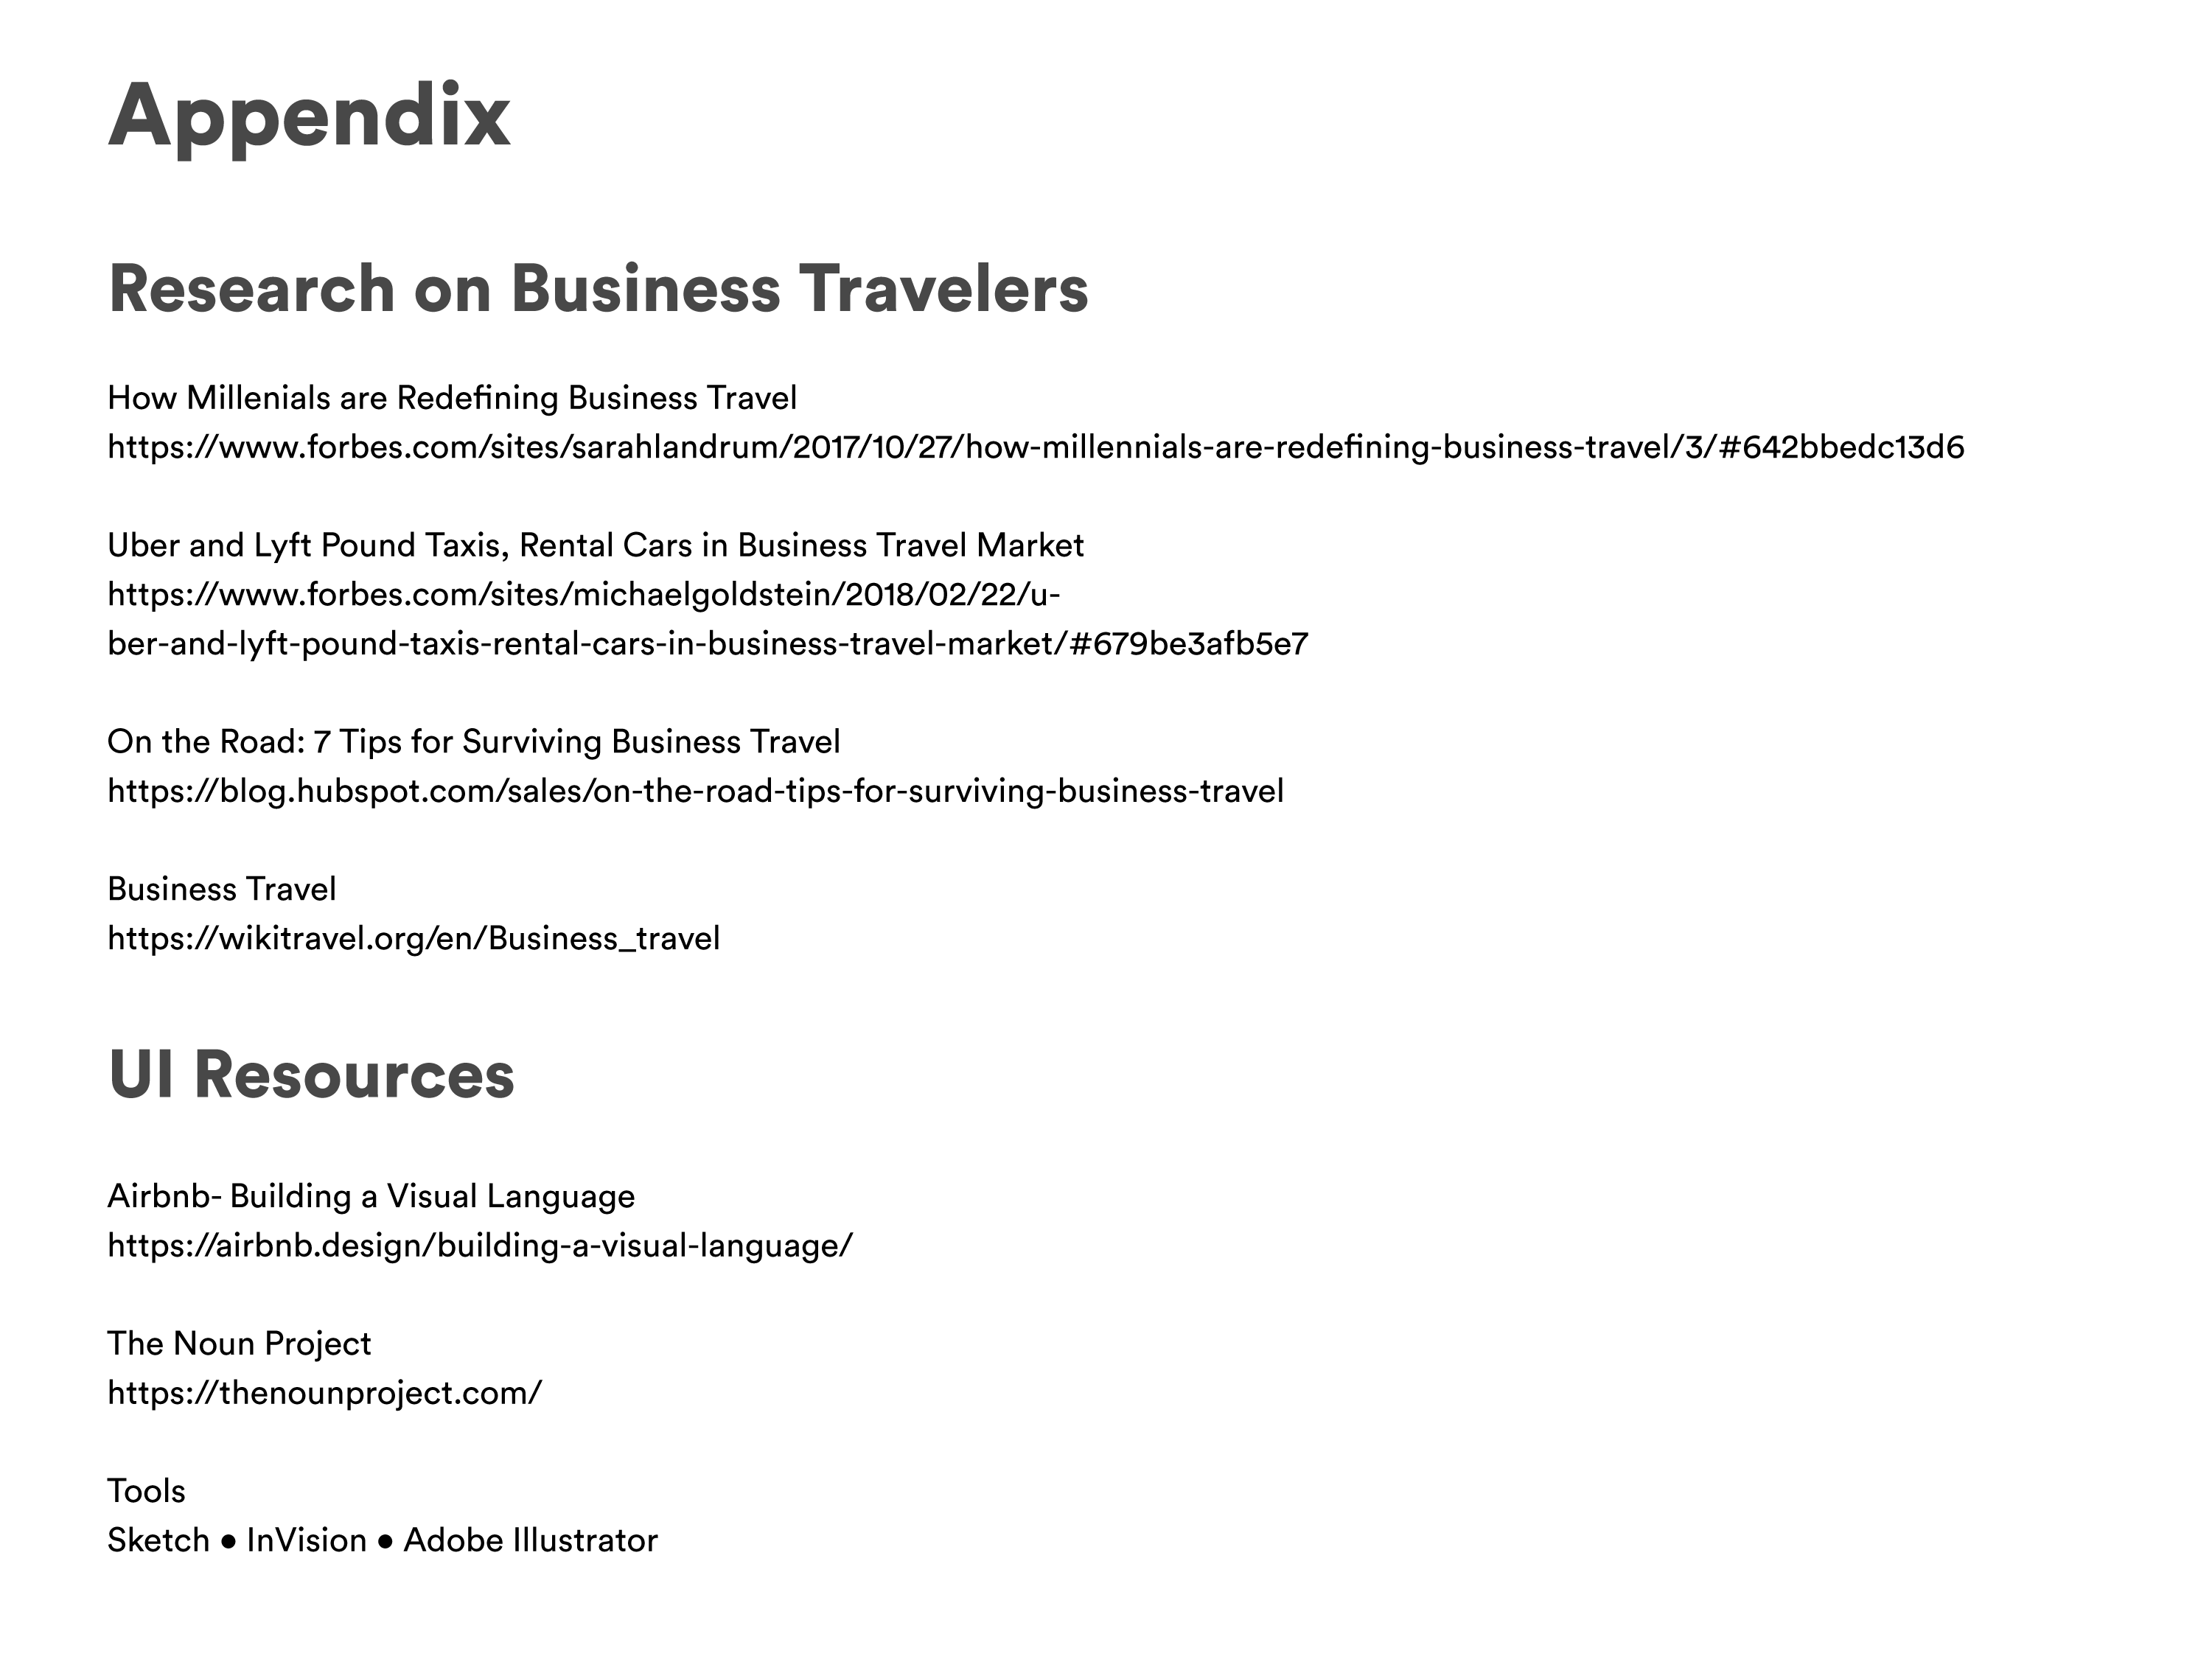 Appendix
Research on Business Travelers
How Millenials are Redefining Business Travel
https://www.forbes.com/sites/sarahlandrum/2017/10/27/how-millennials-are-redefining-business-travel/3/#642bbedc13d6
Uber and Lyft Pound Taxis, Rental Cars in Business Travel Market
https://www.forbes.com/sites/michaelgoldstein/2018/02/22/u-
ber-and-lyft-pound-taxis-rental-cars-in-business-travel-market/#679be3afb5e7
On the Road: 7 Tips for Surviving Business Travel
https://blog.hubspot.com/sales/on-the-road-tips-for-surviving-business-travel
Business Travel
https://wikitravel.org/en/Business_travel
UI Resources
Airbnb- Building a Visual Language
https://airbnb.design/building-a-visual-language/
The Noun Project
https://thenounproject.com/
Tools
Sketch ● InVision ● Adobe Illustrator